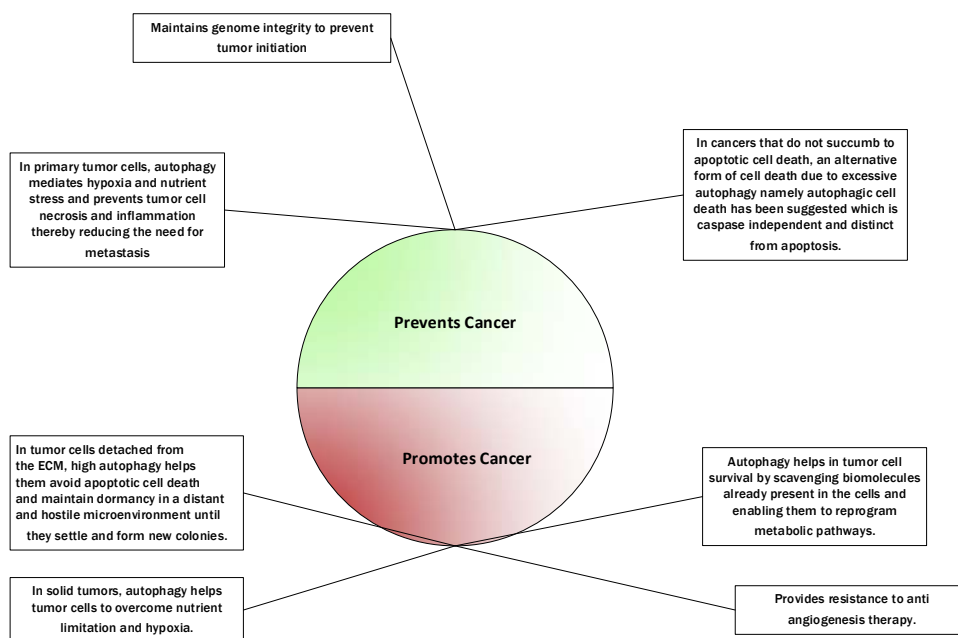 Maintains genome integrity to prevent
tumor initiation
In primary tumor cells, autophagy
mediates hypoxia and nutrient
stress and prevents tumor cell
necrosis and inflammation
thereby reducing the need for
metastasis
In cancers that do not succumb to
apoptotic cell death, an alternative
form of cell death due to excessive
autophagy namely autophagic cell
death has been suggested which is
caspase independent and distinct
from apoptosis.
Prevents Cancer
Promotes Cancer
In tumor cells detached from
the ECM, high autophagy helps
them avoid apoptotic cell death
and maintain dormancy in a distant
and hostile microenvironment until
they settle and form new colonies.
Autophagy helps in tumor cell
survival by scavenging biomolecules
already present in the cells and
enabling them to reprogram
metabolic pathways.
In solid tumors, autophagy helps
tumor cells to overcome nutrient
limitation and hypoxia.
Provides resistance to anti
angiogenesis therapy.